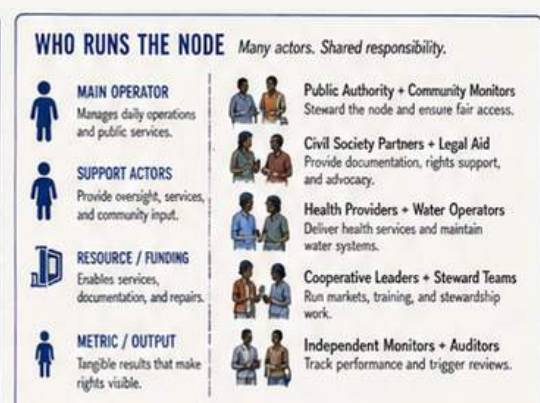 WHO RUNS THE NODE Many actors. Shared responsibility.
MAIN OPERATOR
Manages daily operations
and public services.
SUPPORT ACTORS
Provide oversight, services,
and community input.
RESOURCE / FUNDING
Enables services,
documentation, and repairs.
METRIC / OUTPUT
Tangible results that make
rights visible.
Public Authority + Community Monitors
Steward the node and ensure fair access.
Civil Society Partners + Legal Aid
Provide documentation, rights support,
and advocacy.
Health Providers + Water Operators
Deliver health services and maintain
water systems.
Cooperative Leaders + Steward Teams
Run markets, training, and stewardship
work.
Independent Monitors + Auditors
Track performance and trigger reviews.